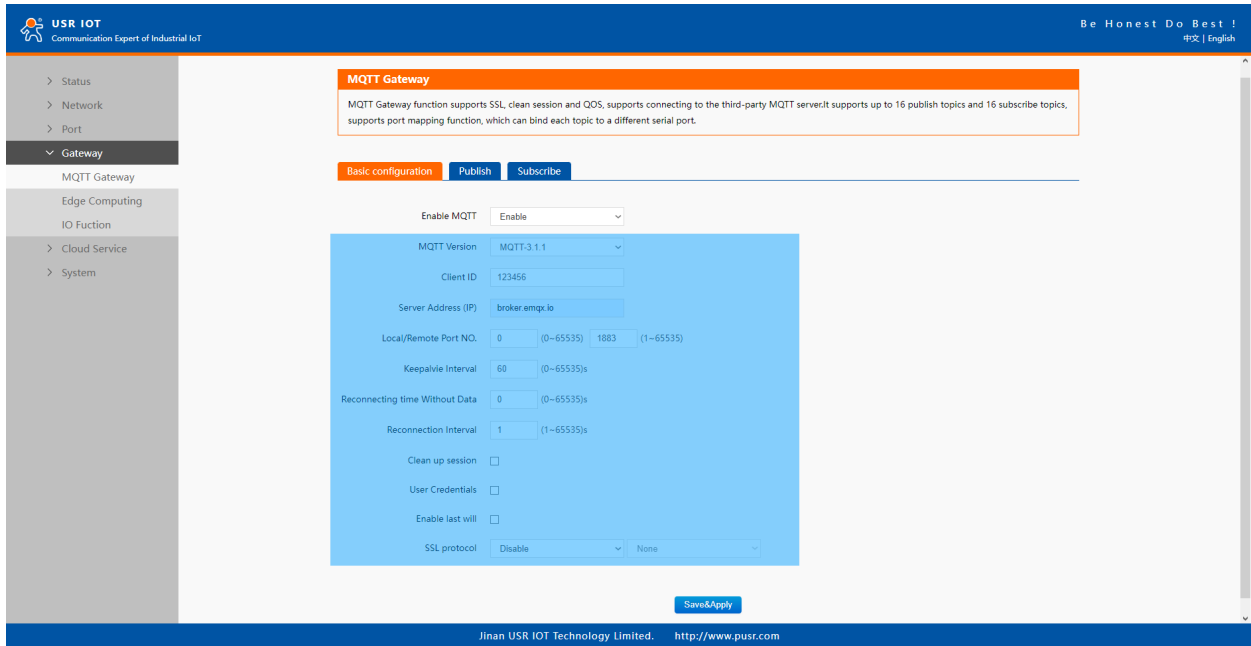 USR IOT
Communication Expert of Industrial IoT
Be Honest Do Best !
中文 | English
Status
Network
Port
Gateway
MQTT Gateway
Edge Computing
IO Fuction
Cloud Service
System
MQTT Gateway
MQTT Gateway function supports SSL, clean session and QOS, supports connecting to the third-party MQTT server.It supports up to 16 publish topics and 16 subscribe topics,
supports port mapping function, which can bind each topic to a different serial port.
Basic configuration Publish Subscribe
Enable MQTT Enable
MQTT Version MQTT-3.1.1
Client ID 123456
Server Address (IP) broker.emqx.io
Local/Remote Port NO. 0 (0~65535) 1883 (1~65535)
Keepalvie Interval 60 (0~65535)s
Reconnecting time Without Data 0 (0~65535)s
Reconnection Interval 1 (1~65535)s
Clean up session
User Credentials
Enable last will
SSL protocol Disable None
Save&Apply
Jinan USR IOT Technology Limited. http://www.pusr.com